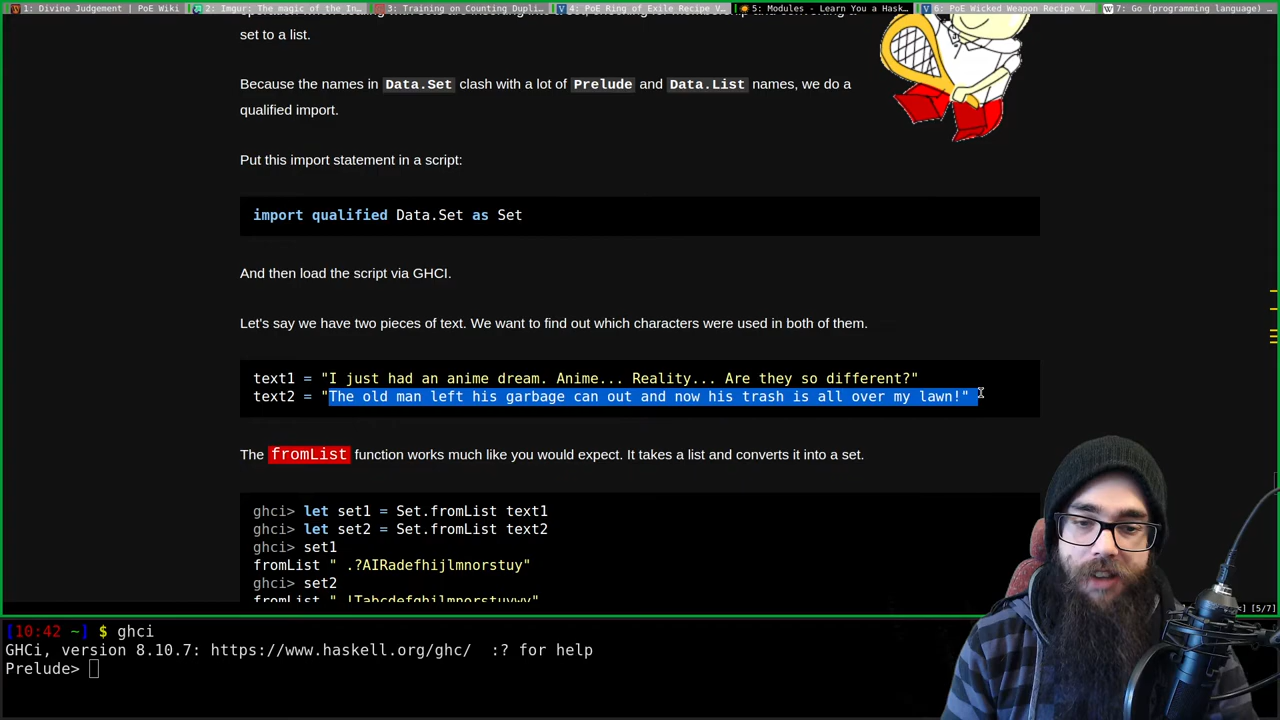 1: Divine Judgement | PoE Wiki
2: Imgur: The magic of the In...
3: Training on Counting Dupli...
4: PoE Ring of Exile Recipe V...
5: Modules - Learn You a Hask...
6: PoE Wicked Weapon Recipe V...
7: Go (programming language) ...
set to a list.
Because the names in Data.Set clash with a lot of Prelude and Data.List names, we do a
qualified import.
Put this import statement in a script:
import qualified Data.Set as Set
And then load the script via GHCI.
Let's say we have two pieces of text. We want to find out which characters were used in both of them.
text1 = "I just had an anime dream. Anime... Reality... Are they so different?"
text2 = "The old man left his garbage can out and now his trash is all over my lawn!"
The fromList function works much like you would expect. It takes a list and converts it into a set.
ghci> let set1 = Set.fromList text1
ghci> let set2 = Set.fromList text2
ghci> set1
fromList " .?AIRadefhijlmnorstuy"
ghci> set2
fromList " !Tabcdefghilmnorstuvwy"
[5/7]
[10:42 ~] $ ghci
GHCi, version 8.10.7: https://www.haskell.org/ghc/ :? for help
Prelude>